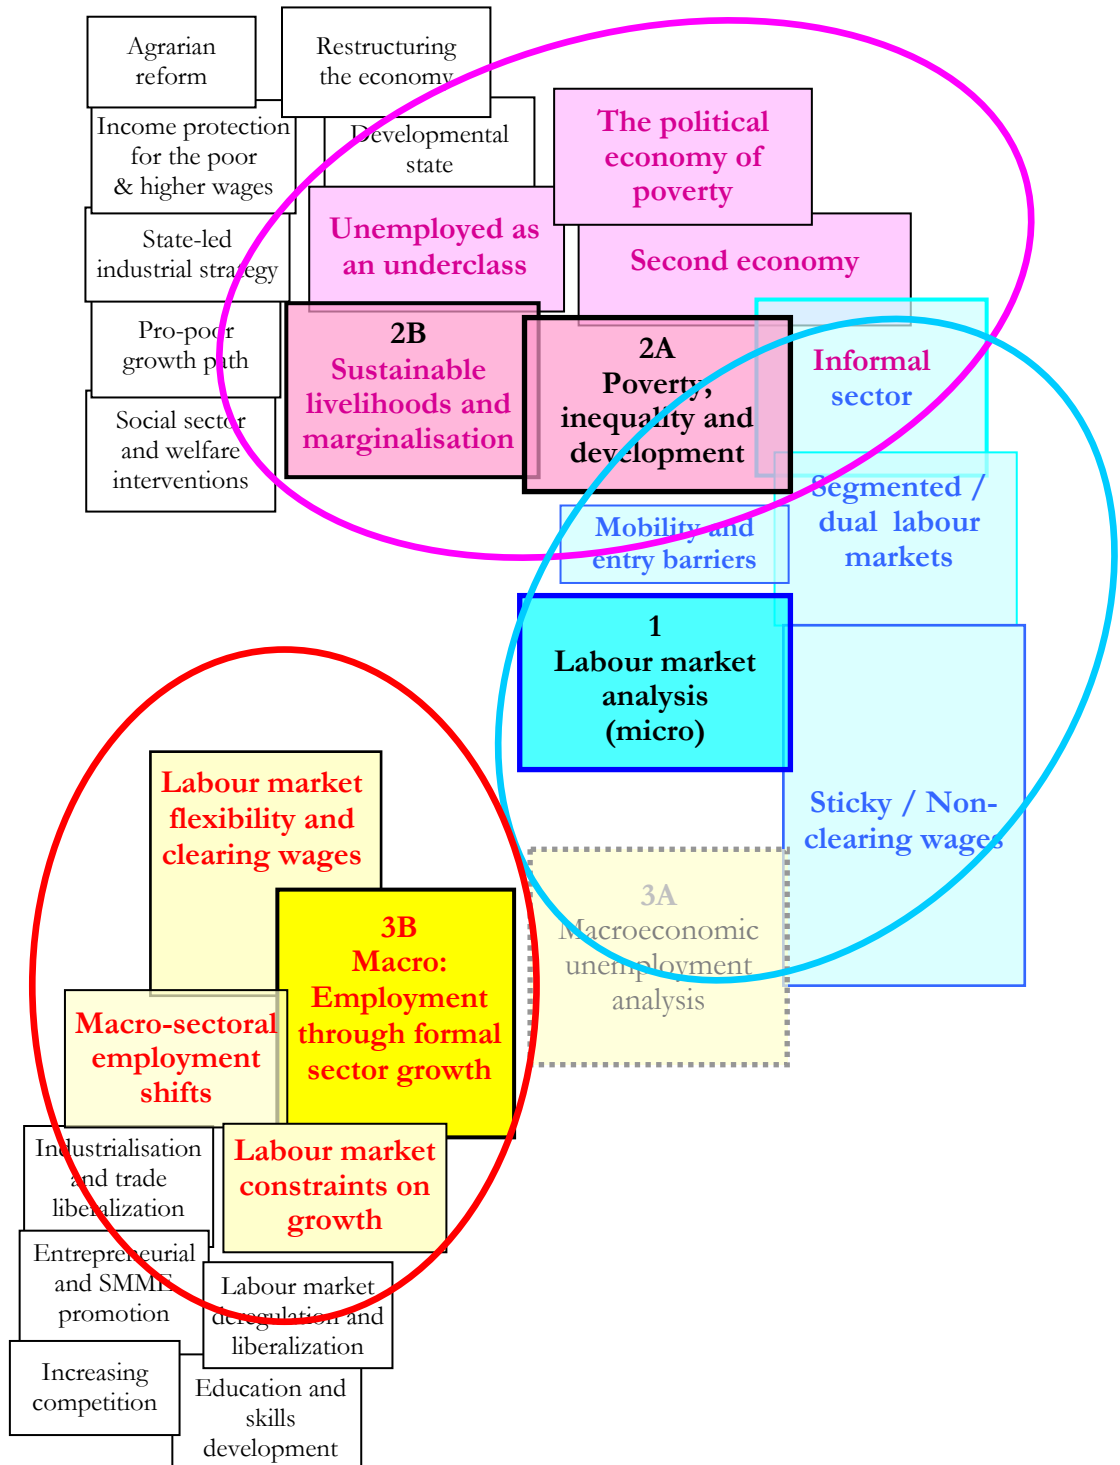 Agrarian
reform
Restructuring
the economy
Income protection
for the poor
& higher wages
Developmental
state
The political
economy of
poverty
State-led
industrial strategy
Unemployed as
an underclass
Second economy
Pro-poor
growth path
2B
Sustainable
livelihoods and
marginalisation
2A
Poverty,
inequality and
development
Informal
sector
Social sector
and welfare
interventions
Segmented /
dual labour
markets
Mobility and
entry barriers
1
Labour market
analysis
(micro)
Sticky / Non-
clearing wages
Labour market
flexibility and
clearing wages
3A
Macroeconomic
unemployment
analysis
3B
Macro:
Employment
through formal
sector growth
Macro-sectoral
employment
shifts
Industrialisation
and trade
liberalization
Labour market
constraints on
growth
Entrepreneurial
and SMME
promotion
Labour market
deregulation and
liberalization
Increasing
competition
Education and
skills
development